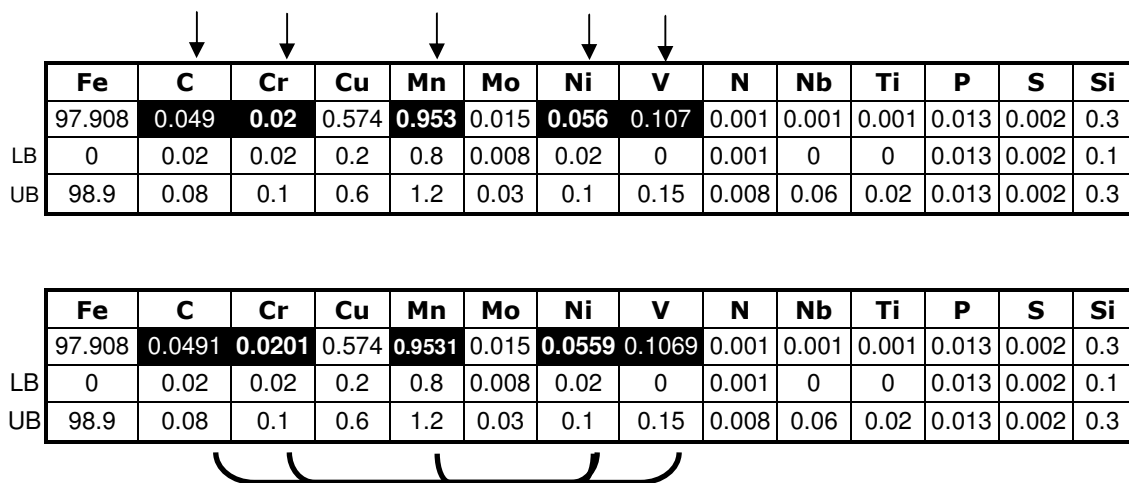 Fe C Cr Cu Mn Mo Ni V N Nb Ti P S Si
97.908 0.049 0.02 0.574 0.953 0.015 0.056 0.107 0.001 0.001 0.001 0.013 0.002 0.3
LB 0 0.02 0.02 0.2 0.8 0.008 0.02 0 0.001 0 0 0.013 0.002 0.1
UB 98.9 0.08 0.1 0.6 1.2 0.03 0.1 0.15 0.008 0.06 0.02 0.013 0.002 0.3
Fe C Cr Cu Mn Mo Ni V N Nb Ti P S Si
97.908 0.0491 0.0201 0.574 0.9531 0.015 0.0559 0.1069 0.001 0.001 0.001 0.013 0.002 0.3
LB 0 0.02 0.02 0.2 0.8 0.008 0.02 0 0.001 0 0 0.013 0.002 0.1
UB 98.9 0.08 0.1 0.6 1.2 0.03 0.1 0.15 0.008 0.06 0.02 0.013 0.002 0.3